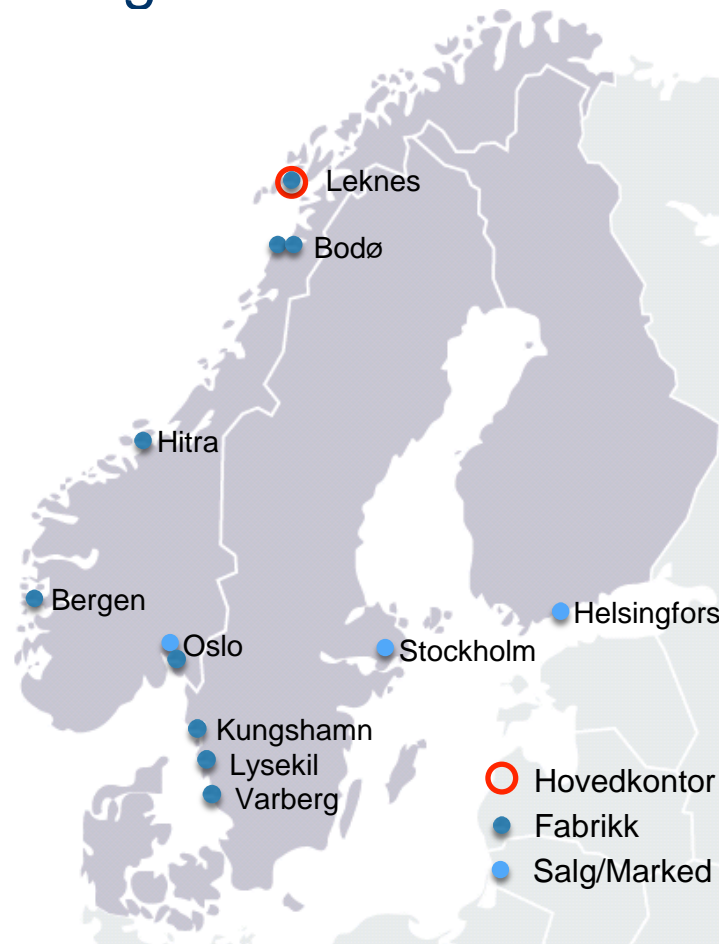 Leknes
Bodø
Hitra
Bergen
Helsingfors
Oslo
Stockholm
Kungshamn
Lysekil
Varberg
Hovedkontor
Fabrikk
Salg/Marked